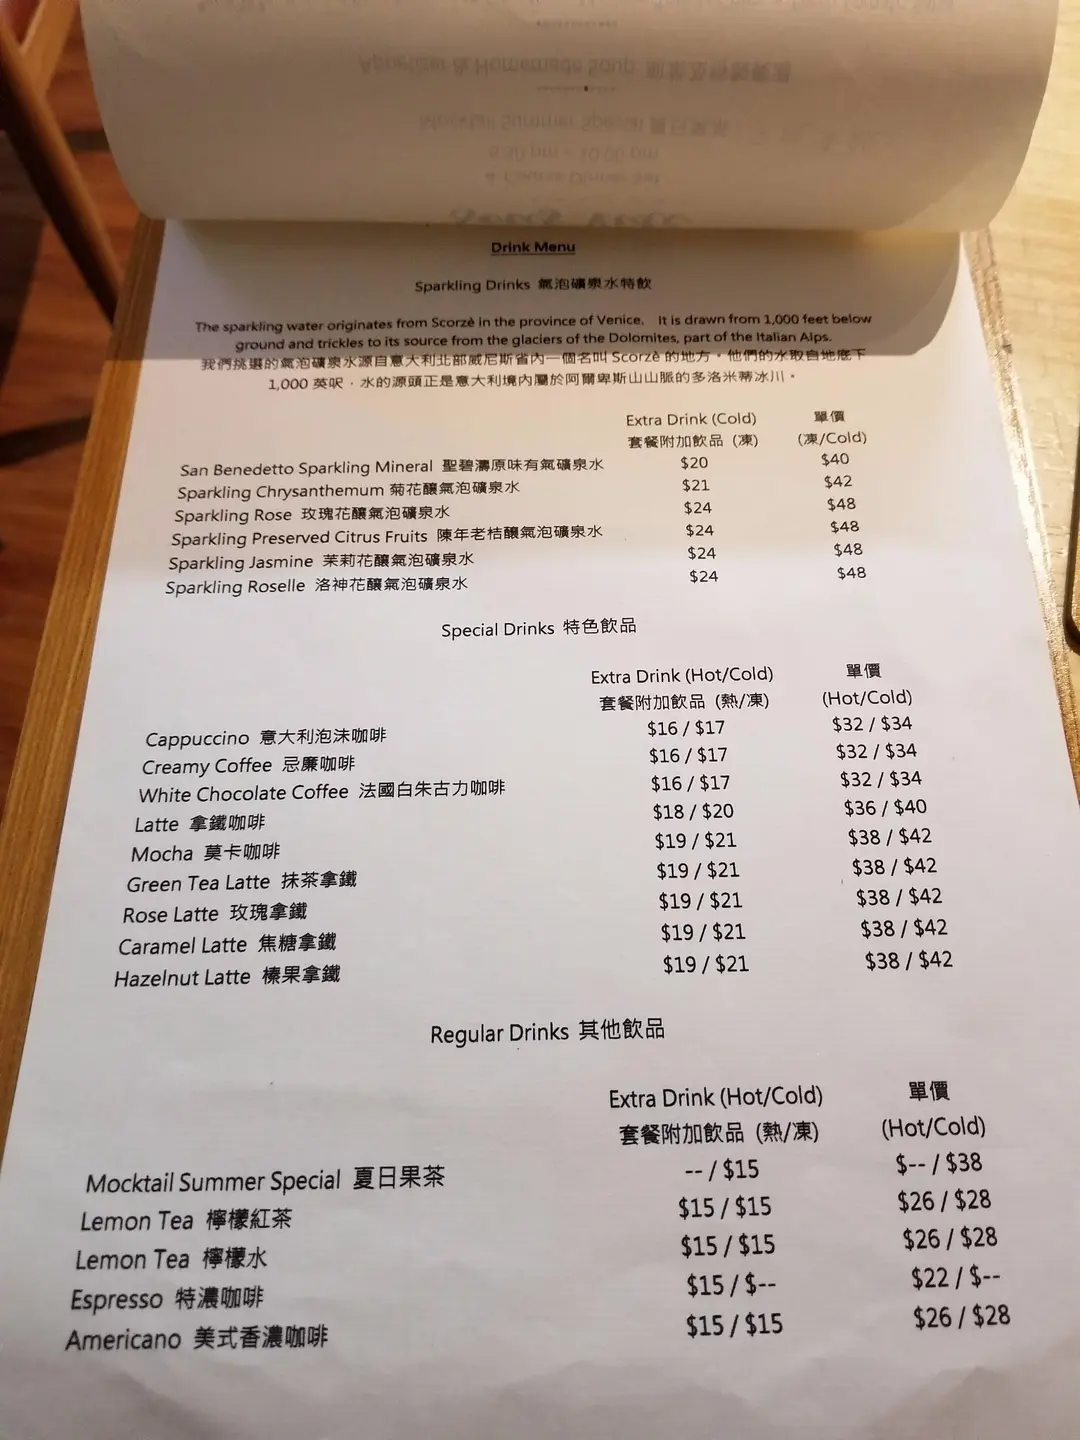 Appetizer & Homemade Soup
Mocktail Summer Special 夏日果茶
6:30 pm – 10:00 pm
4-Course Dinner Set
Drink Menu
Sparkling Drinks 氣泡礦泉水特飲
The sparkling water originates from Scorzè in the province of Venice. It is drawn from 1,000 feet below
ground and trickles to its source from the glaciers of the Dolomites, part of the Italian Alps.
我們挑選的氣泡礦泉水源自意大利北部威尼斯省內一個名叫 Scorzè 的地方。他們的水取自地底下
1,000 英呎,水的源頭正是意大利境內屬於阿爾卑斯山山脈的多洛米蒂冰川。
Extra Drink (Cold) 單價
套餐附加飲品 (凍) (凍/Cold)
San Benedetto Sparkling Mineral 聖碧濤原味有氣礦泉水 $20 $40
Sparkling Chrysanthemum 菊花釀氣泡礦泉水 $21 $42
Sparkling Rose 玫瑰花釀氣泡礦泉水 $24 $48
Sparkling Preserved Citrus Fruits 陳年老桔釀氣泡礦泉水 $24 $48
Sparkling Jasmine 茉莉花釀氣泡礦泉水 $24 $48
Sparkling Roselle 洛神花釀氣泡礦泉水 $24 $48
Special Drinks 特色飲品
Extra Drink (Hot/Cold) 單價
套餐附加飲品 (熱/凍) (Hot/Cold)
Cappuccino 意大利泡沬咖啡 $16 / $17 $32 / $34
Creamy Coffee 忌廉咖啡 $16 / $17 $32 / $34
White Chocolate Coffee 法國白朱古力咖啡 $16 / $17 $32 / $34
Latte 拿鐵咖啡 $18 / $20 $36 / $40
Mocha 莫卡咖啡 $19 / $21 $38 / $42
Green Tea Latte 抹茶拿鐵 $19 / $21 $38 / $42
Rose Latte 玫瑰拿鐵 $19 / $21 $38 / $42
Caramel Latte 焦糖拿鐵 $19 / $21 $38 / $42
Hazelnut Latte 榛果拿鐵 $19 / $21 $38 / $42
Regular Drinks 其他飲品
Extra Drink (Hot/Cold) 單價
套餐附加飲品 (熱/凍) (Hot/Cold)
Mocktail Summer Special 夏日果茶 -- / $15 $-- / $38
Lemon Tea 檸檬紅茶 $15 / $15 $26 / $28
Lemon Tea 檸檬水 $15 / $15 $26 / $28
Espresso 特濃咖啡 $15 / $-- $22 / $--
Americano 美式香濃咖啡 $15 / $15 $26 / $28